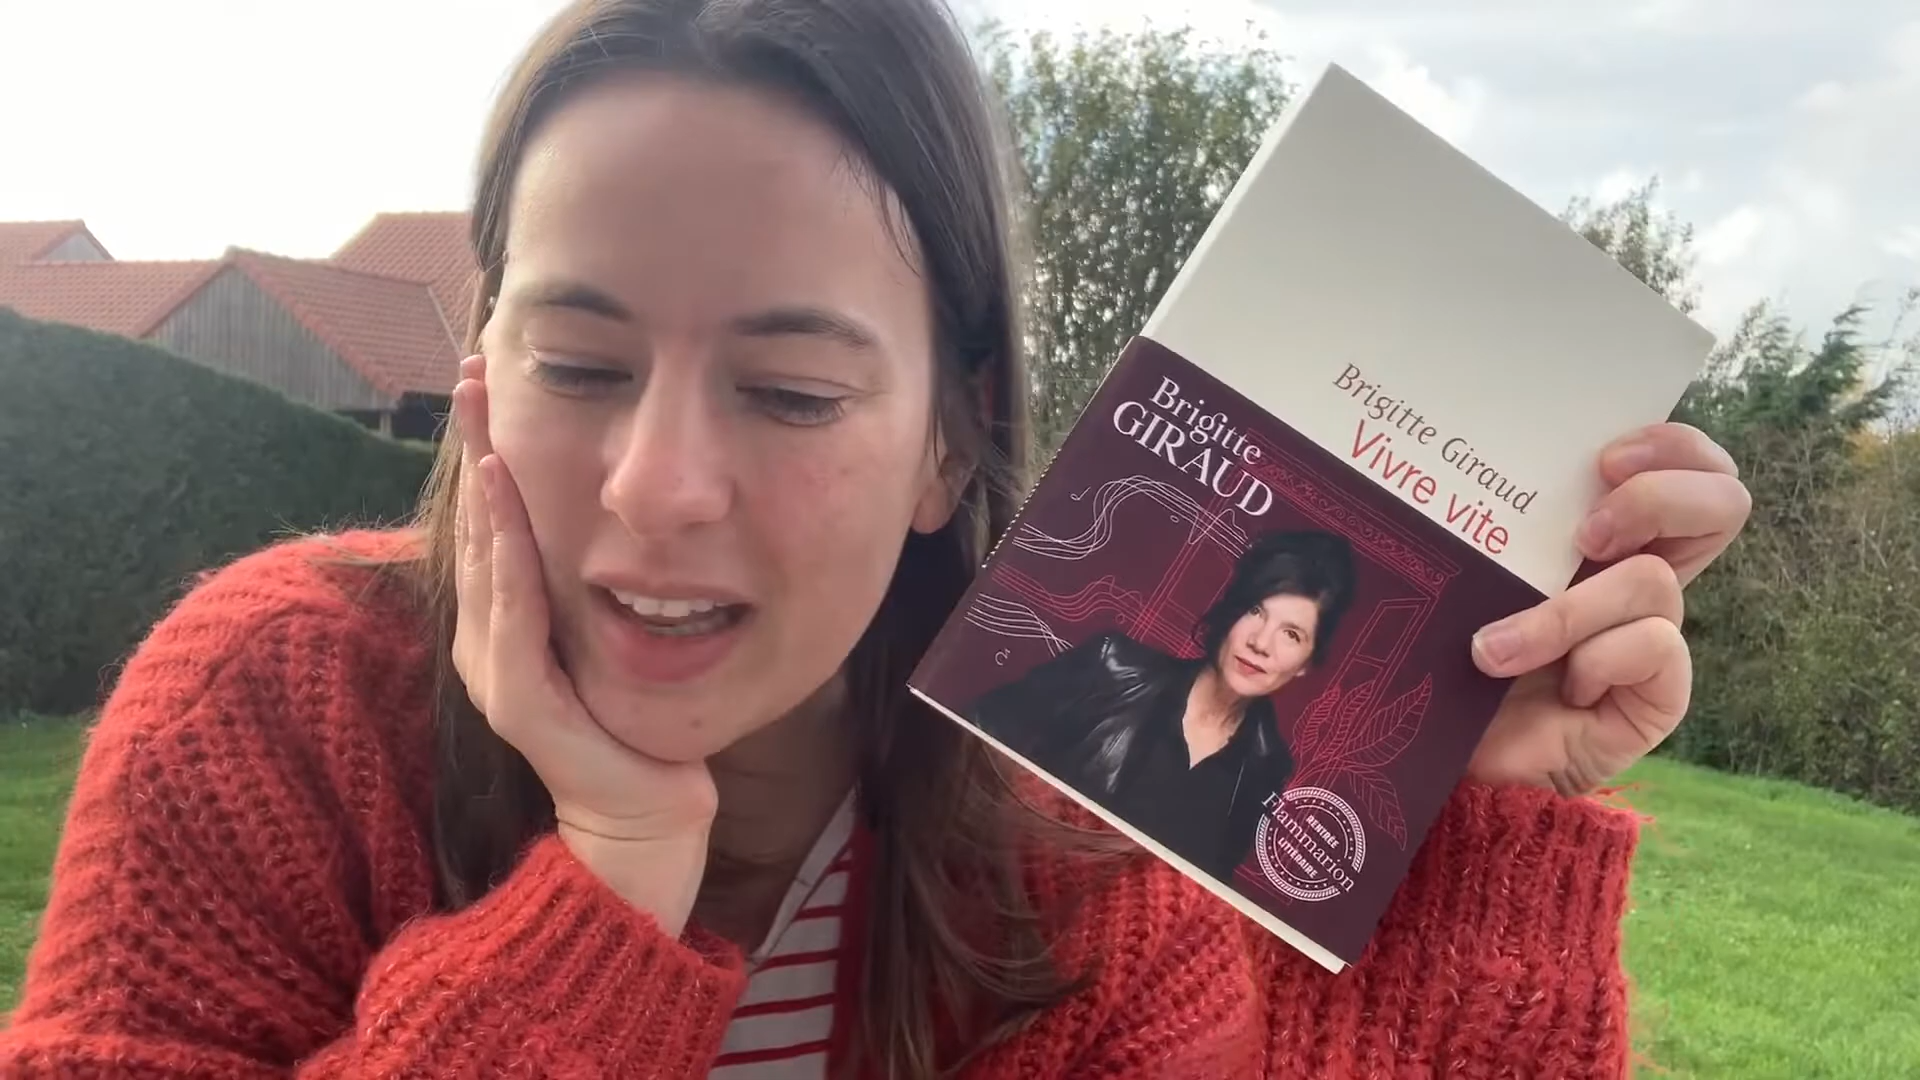 Brigitte Giraud
Vivre vite
Brigitte
GIRAUD
RENTRÉE
Flammarion
LITTÉRAIRE